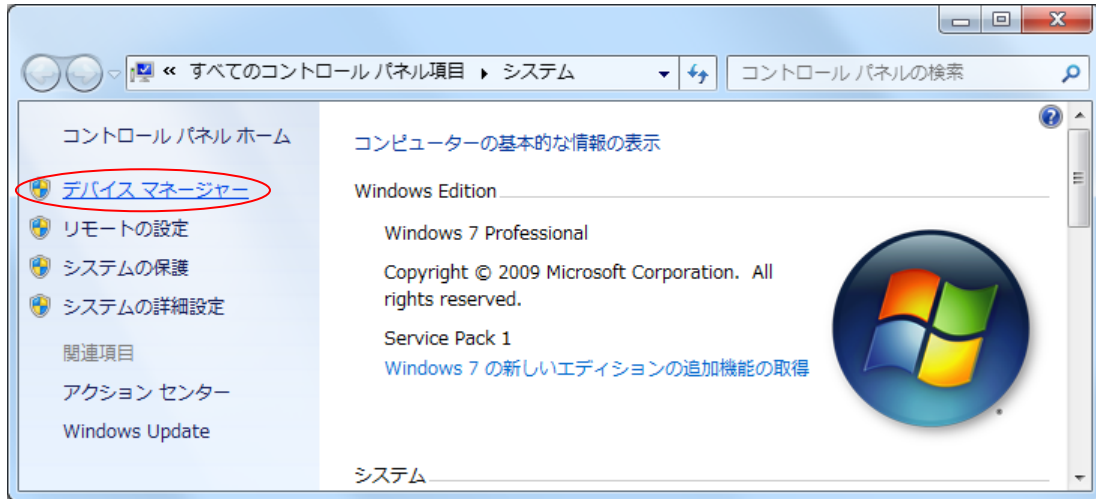 « すべてのコントロール パネル項目 ▸ システム
コントロール パネルの検索
コントロール パネル ホーム
デバイス マネージャー
リモートの設定
システムの保護
システムの詳細設定
関連項目
アクション センター
Windows Update
コンピューターの基本的な情報の表示
Windows Edition
Windows 7 Professional
Copyright © 2009 Microsoft Corporation. All
rights reserved.
Service Pack 1
Windows 7 の新しいエディションの追加機能の取得
システム